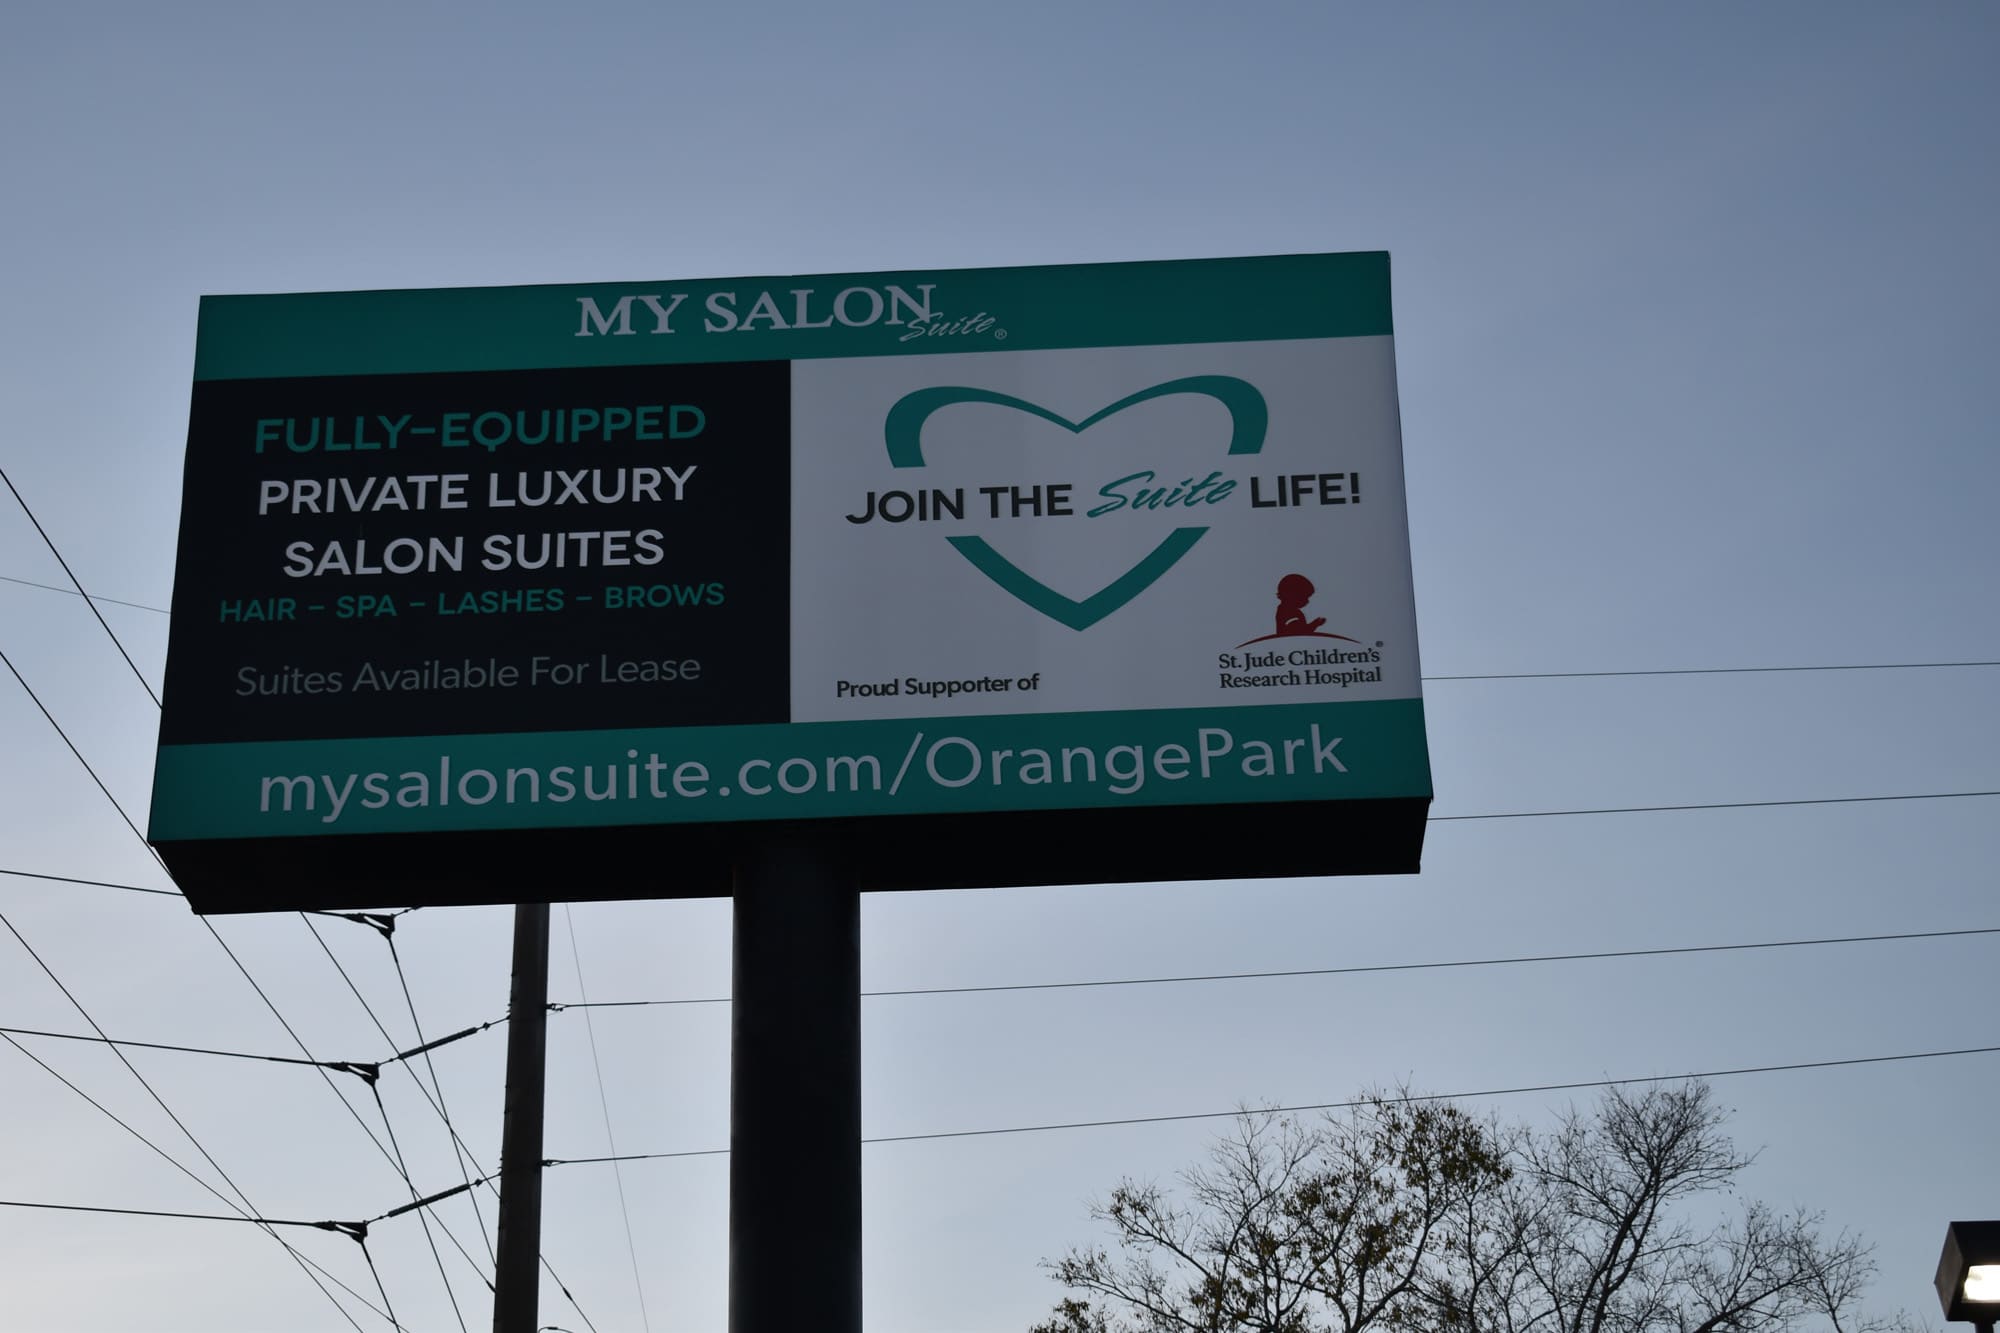 MY SALON
Suite®
FULLY-EQUIPPED
PRIVATE LUXURY
SALON SUITES
HAIR - SPA - LASHES - BROWS
Suites Available For Lease
JOIN THE Suite LIFE!
Proud Supporter of
St. Jude Children's®
Research Hospital
mysalonsuite.com/OrangePark